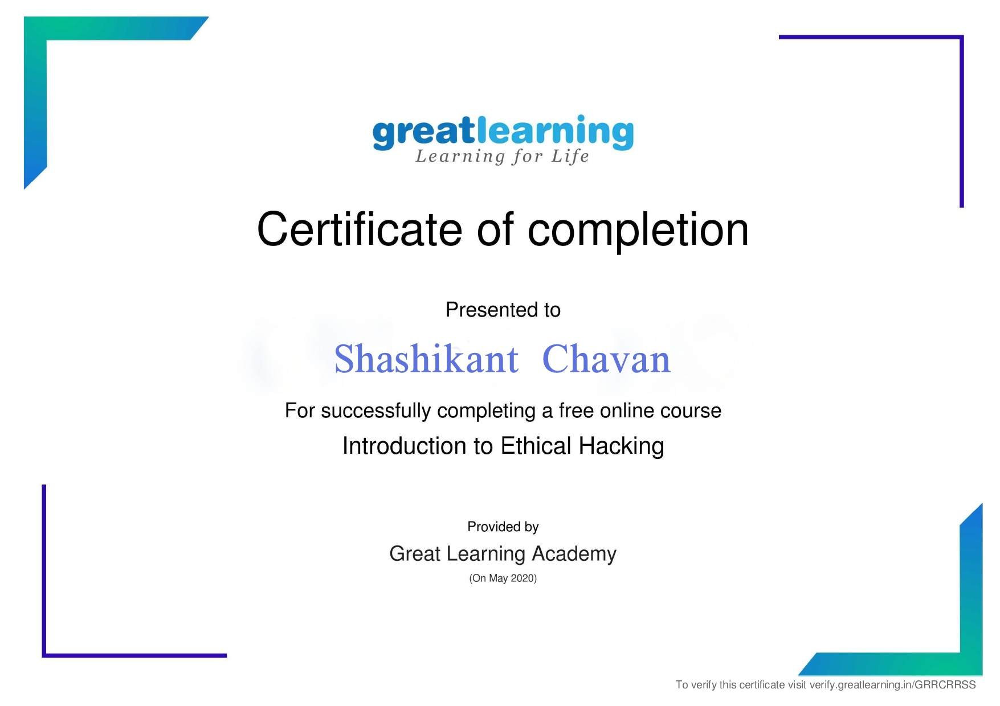 greatlearning
Learning for Life
Certificate of completion
Presented to
Shashikant Chavan
For successfully completing a free online course
Introduction to Ethical Hacking
Provided by
Great Learning Academy
(On May 2020)
To verify this certificate visit verify.greatlearning.in/GRRCRRSS